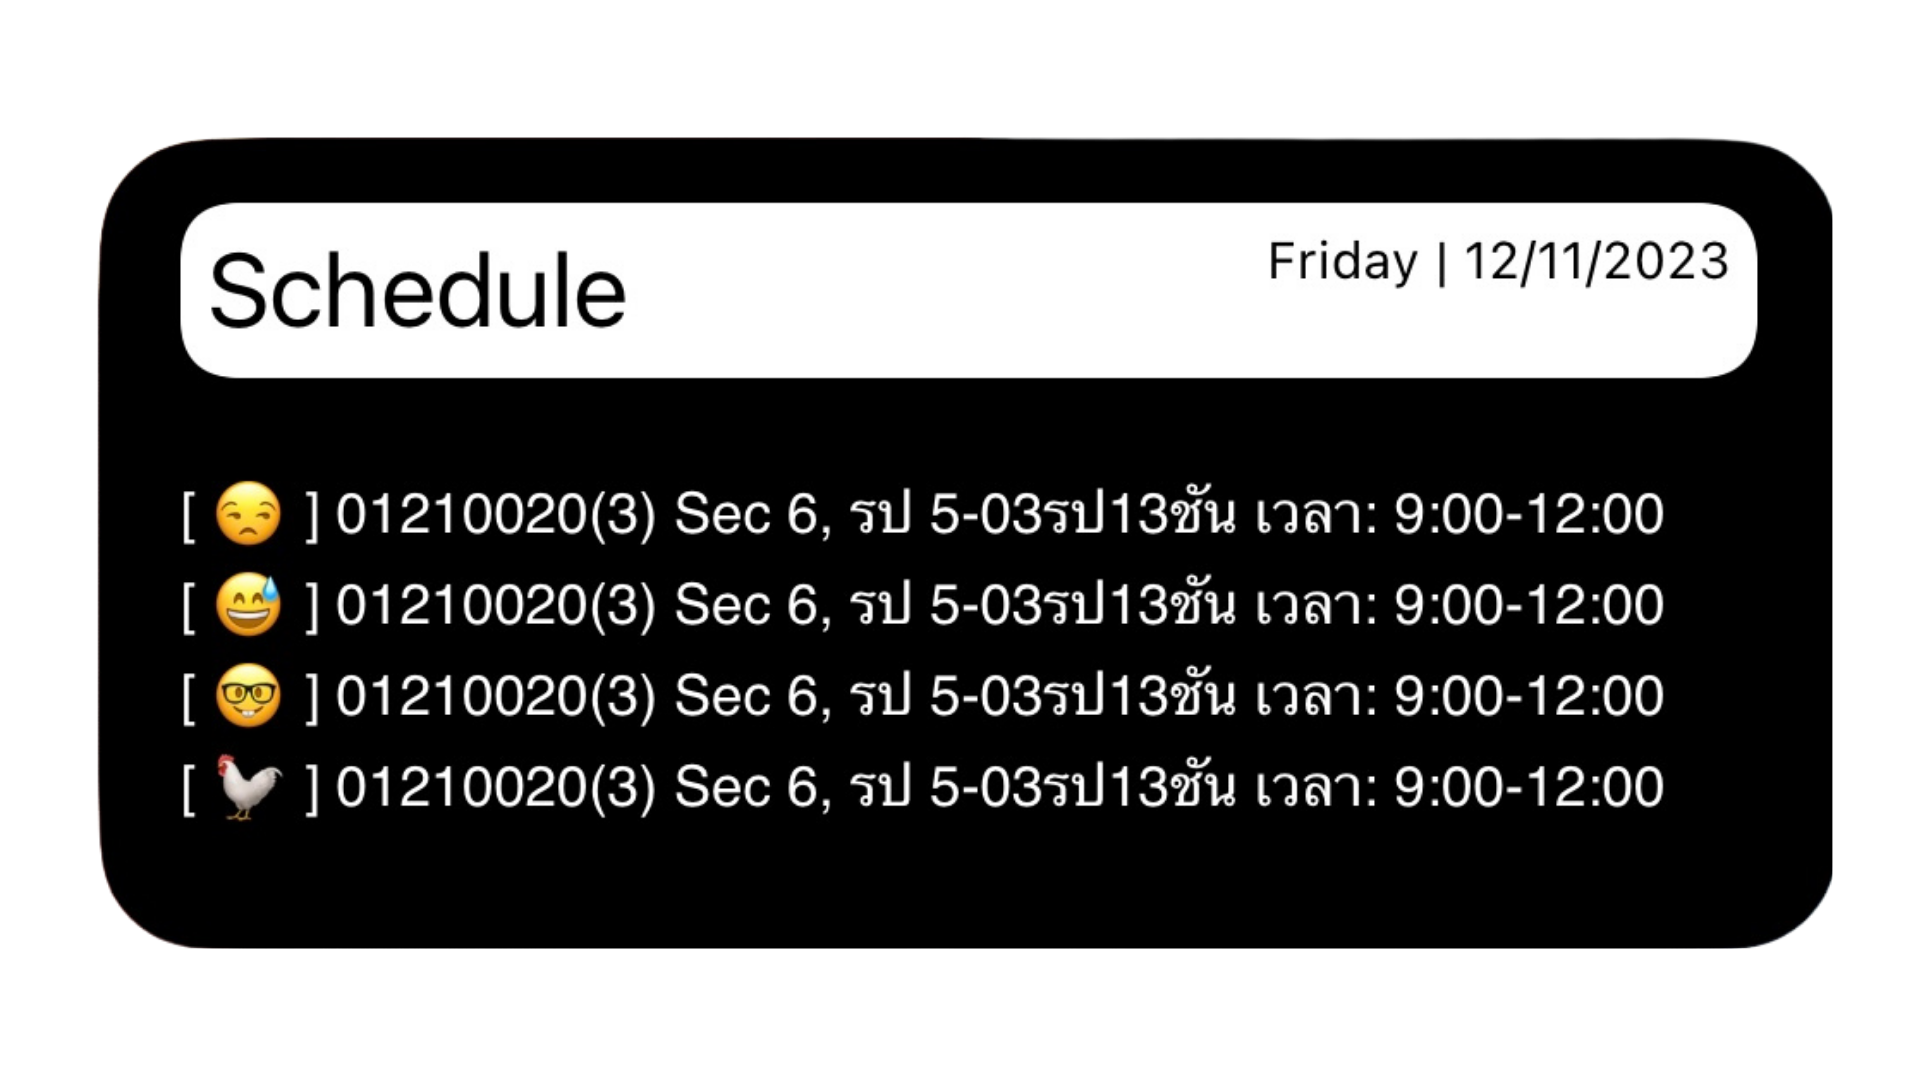 Schedule
Friday | 12/11/2023
[ 😒 ] 01210020(3) Sec 6, รป 5-03รป13ชัน เวลา: 9:00-12:00
[ 😅 ] 01210020(3) Sec 6, รป 5-03รป13ชัน เวลา: 9:00-12:00
[ 🤓 ] 01210020(3) Sec 6, รป 5-03รป13ชัน เวลา: 9:00-12:00
[ 🐓 ] 01210020(3) Sec 6, รป 5-03รป13ชัน เวลา: 9:00-12:00